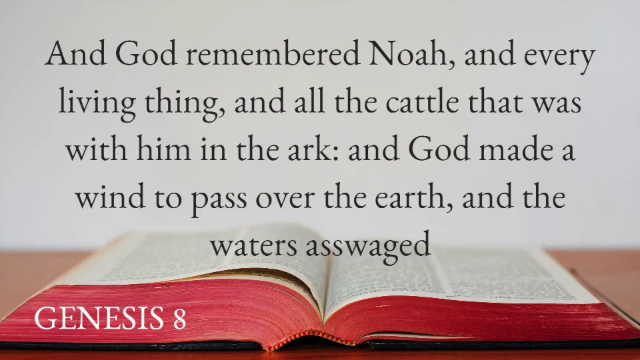 And God remembered Noah, and every
living thing, and all the cattle that was
with him in the ark: and God made a
wind to pass over the earth, and the
waters asswaged
GENESIS 8